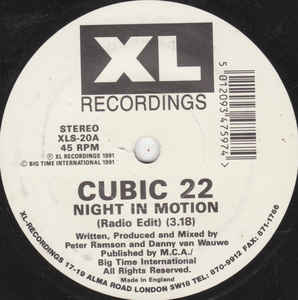 XL
RECORDINGS
STEREO
XLS-20A
45 RPM
Ⓟ XL RECORDINGS 1991
© BIG TIME INTERNATIONAL 1991
5 012093 475974 >
CUBIC 22
NIGHT IN MOTION
(Radio Edit) (3.18)
Written, Produced and Mixed by
Peter Ramson and Danny van Wauwe
Published by M.C.A./
Big Time International
All Rights Reserved.
Made in England
XL-RECORDINGS 17-19 ALMA ROAD LONDON SW18 TEL: 070-9912 FAX: 071-1766